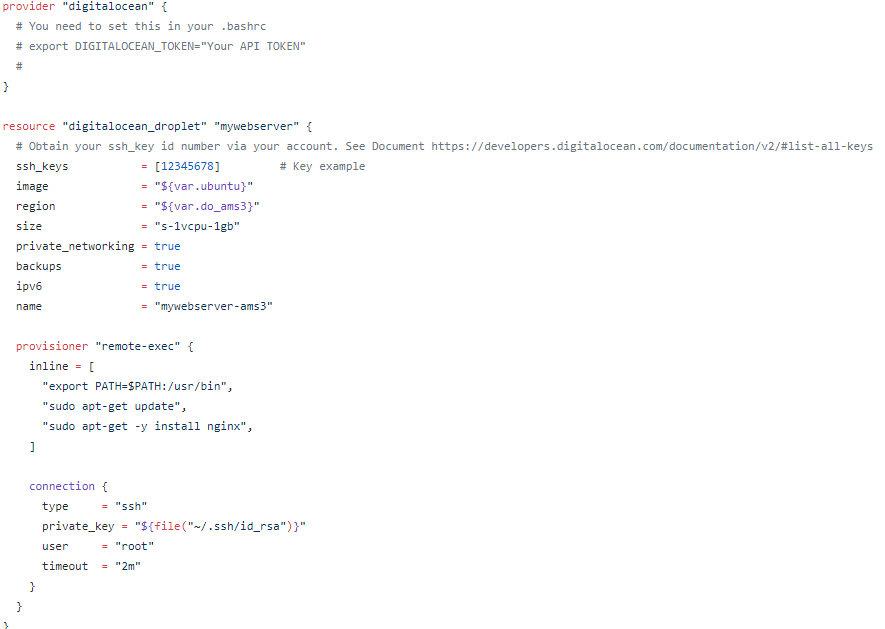 provider "digitalocean" {
  # You need to set this in your .bashrc
  # export DIGITALOCEAN_TOKEN="Your API TOKEN"
  #
}

resource "digitalocean_droplet" "mywebserver" {
  # Obtain your ssh_key id number via your account. See Document https://developers.digitalocean.com/documentation/v2/#list-all-keys
  ssh_keys           = [12345678]         # Key example
  image              = "${var.ubuntu}"
  region             = "${var.do_ams3}"
  size               = "s-1vcpu-1gb"
  private_networking = true
  backups            = true
  ipv6               = true
  name               = "mywebserver-ams3"

  provisioner "remote-exec" {
    inline = [
      "export PATH=$PATH:/usr/bin",
      "sudo apt-get update",
      "sudo apt-get -y install nginx",
    ]

    connection {
      type     = "ssh"
      private_key = "${file("~/.ssh/id_rsa")}"
      user     = "root"
      timeout  = "2m"
    }
  }
}